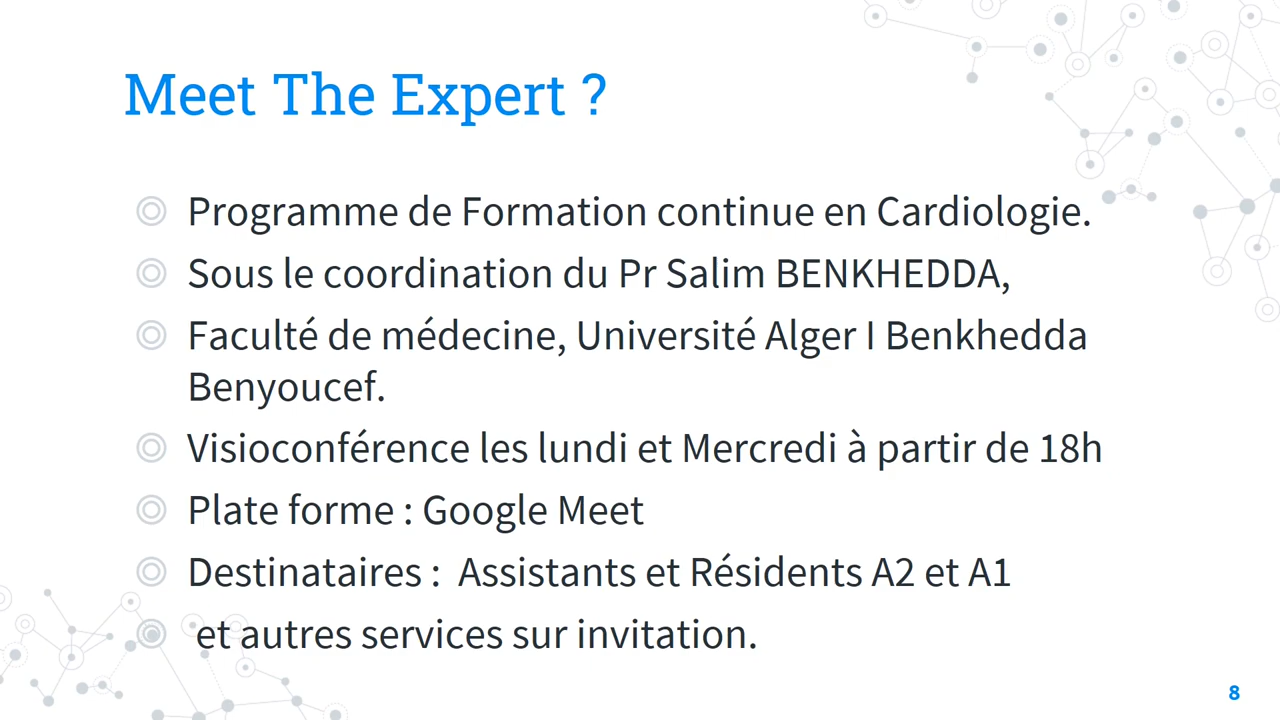 Meet The Expert ?
Programme de Formation continue en Cardiologie.
Sous le coordination du Pr Salim BENKHEDDA,
Faculté de médecine, Université Alger I Benkhedda
Benyoucef.
Visioconférence les lundi et Mercredi à partir de 18h
Plate forme : Google Meet
Destinataires :  Assistants et Résidents A2 et A1
et autres services sur invitation.
8